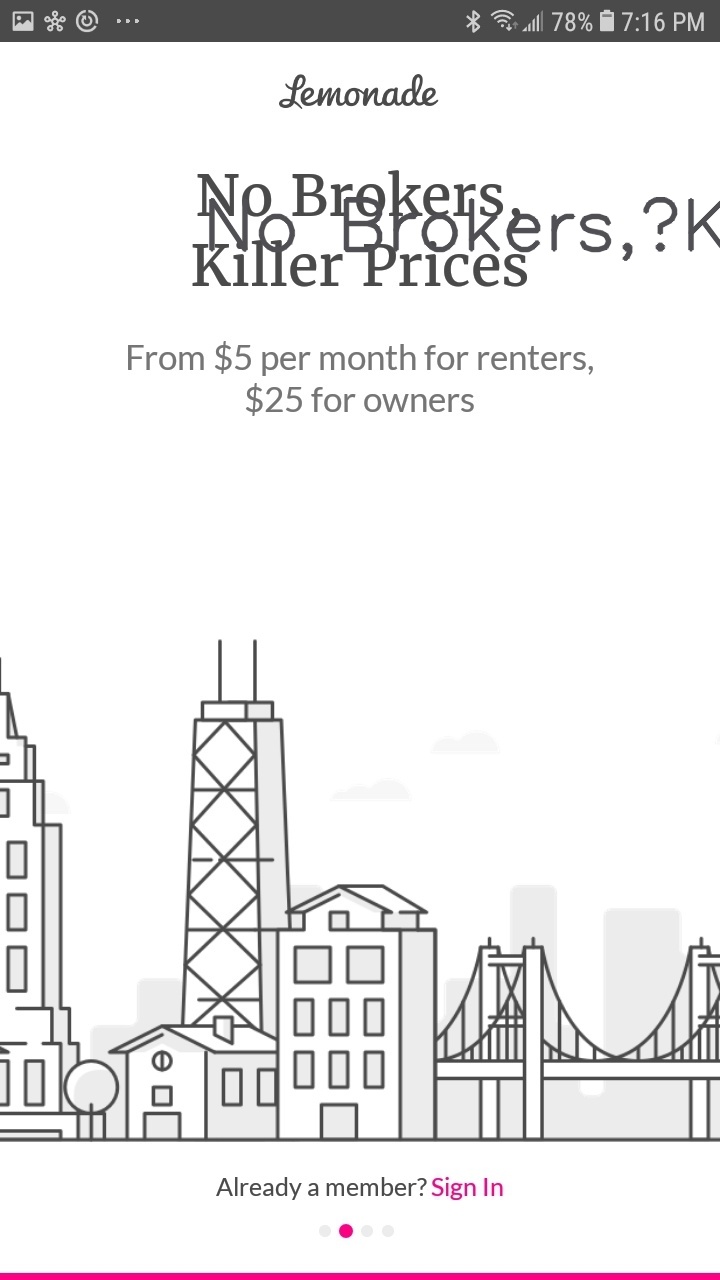 78% 7:16 PM
Lemonade
No Brokers,
No Brokers,?K
Killer Prices
From $5 per month for renters,
$25 for owners
Already a member? Sign In